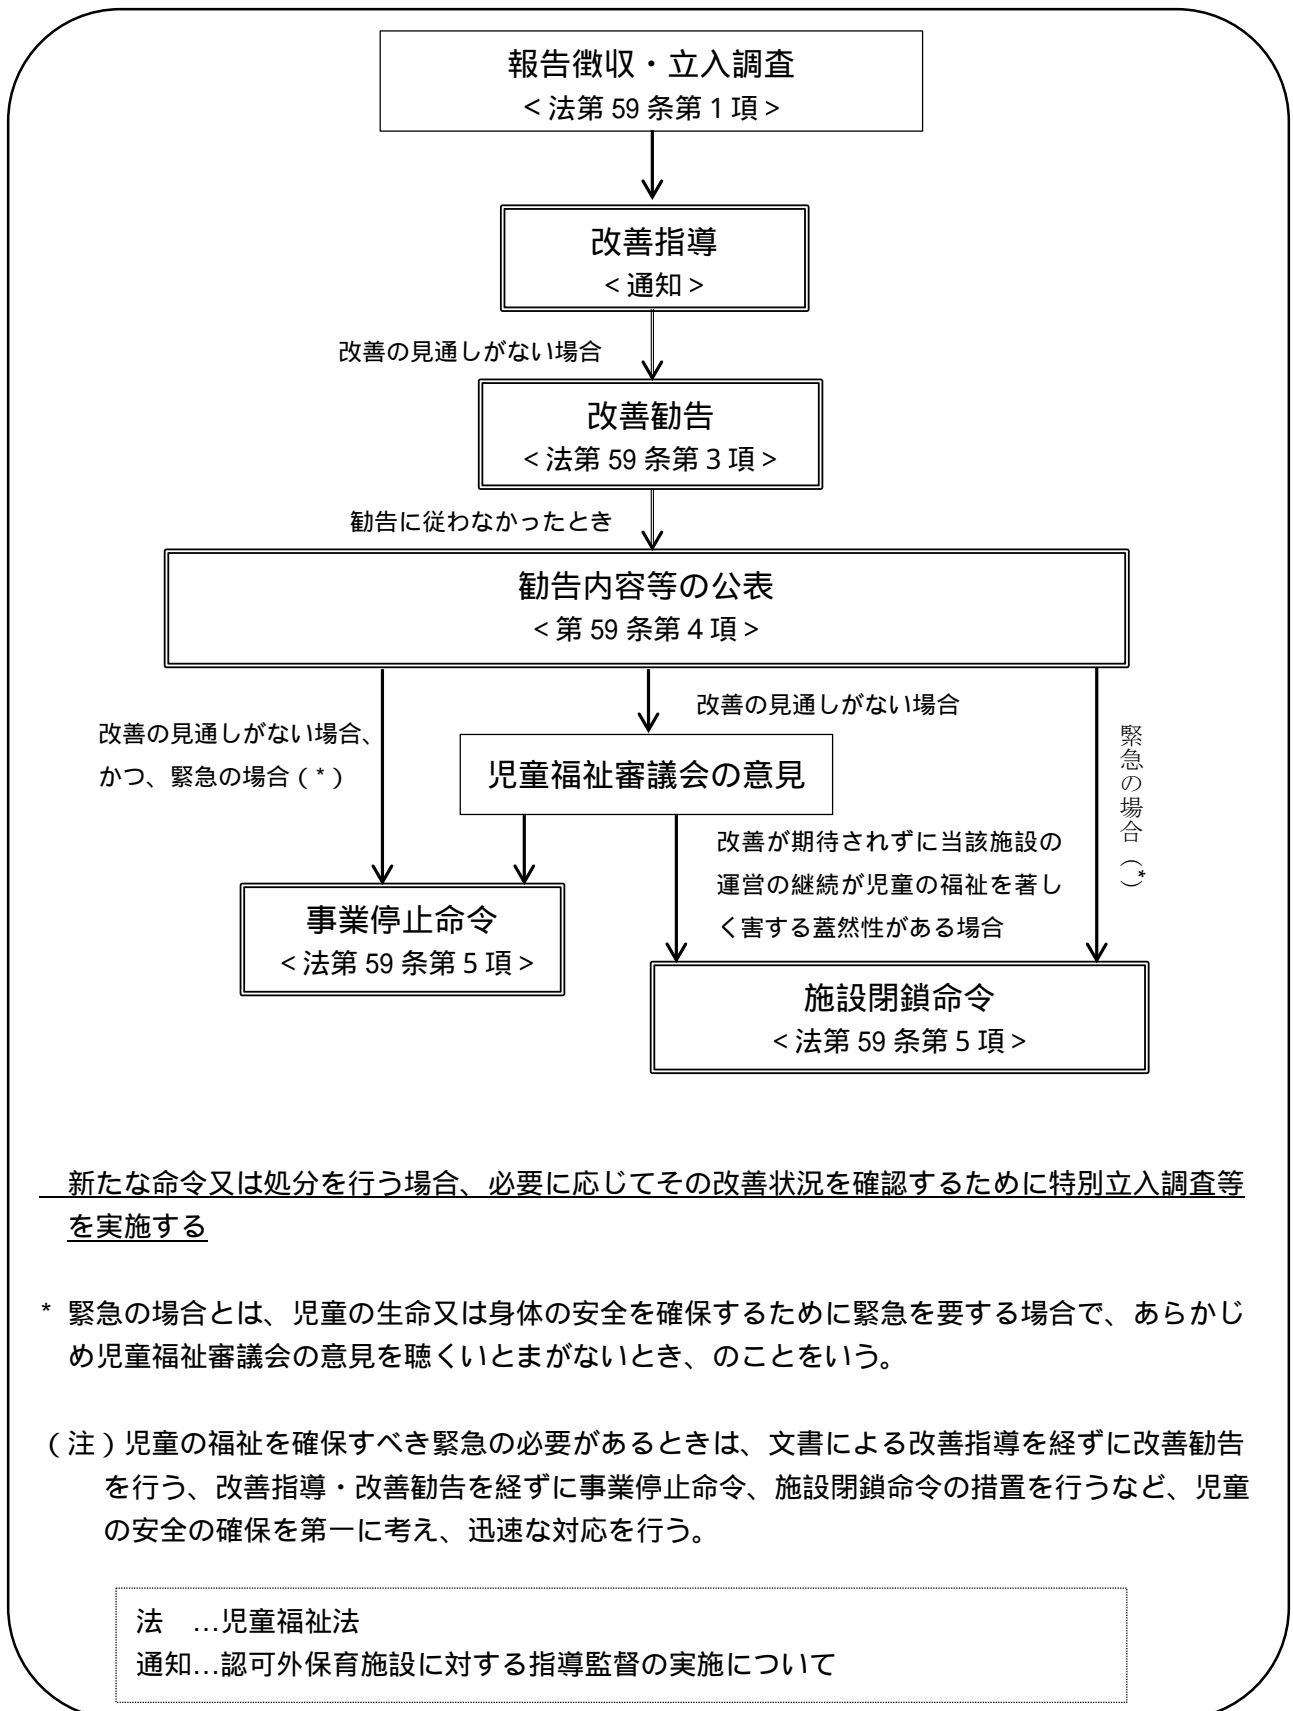 報告徴収・立入調査
<法第 59 条第1項>
改善指導
<通知>
改善の見通しがない場合
改善勧告
<法第 59 条第3項>
勧告に従わなかったとき
勧告内容等の公表
<第 59 条第4項>
改善の見通しがない場合、
かつ、緊急の場合(*)
改善の見通しがない場合
緊急の場合(*)
児童福祉審議会の意見
改善が期待されずに当該施設の
運営の継続が児童の福祉を著し
く害する蓋然性がある場合
事業停止命令
<法第 59 条第5項>
施設閉鎖命令
<法第 59 条第5項>
新たな命令又は処分を行う場合、必要に応じてその改善状況を確認するために特別立入調査等
を実施する
* 緊急の場合とは、児童の生命又は身体の安全を確保するために緊急を要する場合で、あらかじ
め児童福祉審議会の意見を聴くいとまがないとき、のことをいう。
(注)児童の福祉を確保すべき緊急の必要があるときは、文書による改善指導を経ずに改善勧告
を行う、改善指導・改善勧告を経ずに事業停止命令、施設閉鎖命令の措置を行うなど、児童
の安全の確保を第一に考え、迅速な対応を行う。
法 …児童福祉法
通知…認可外保育施設に対する指導監督の実施について